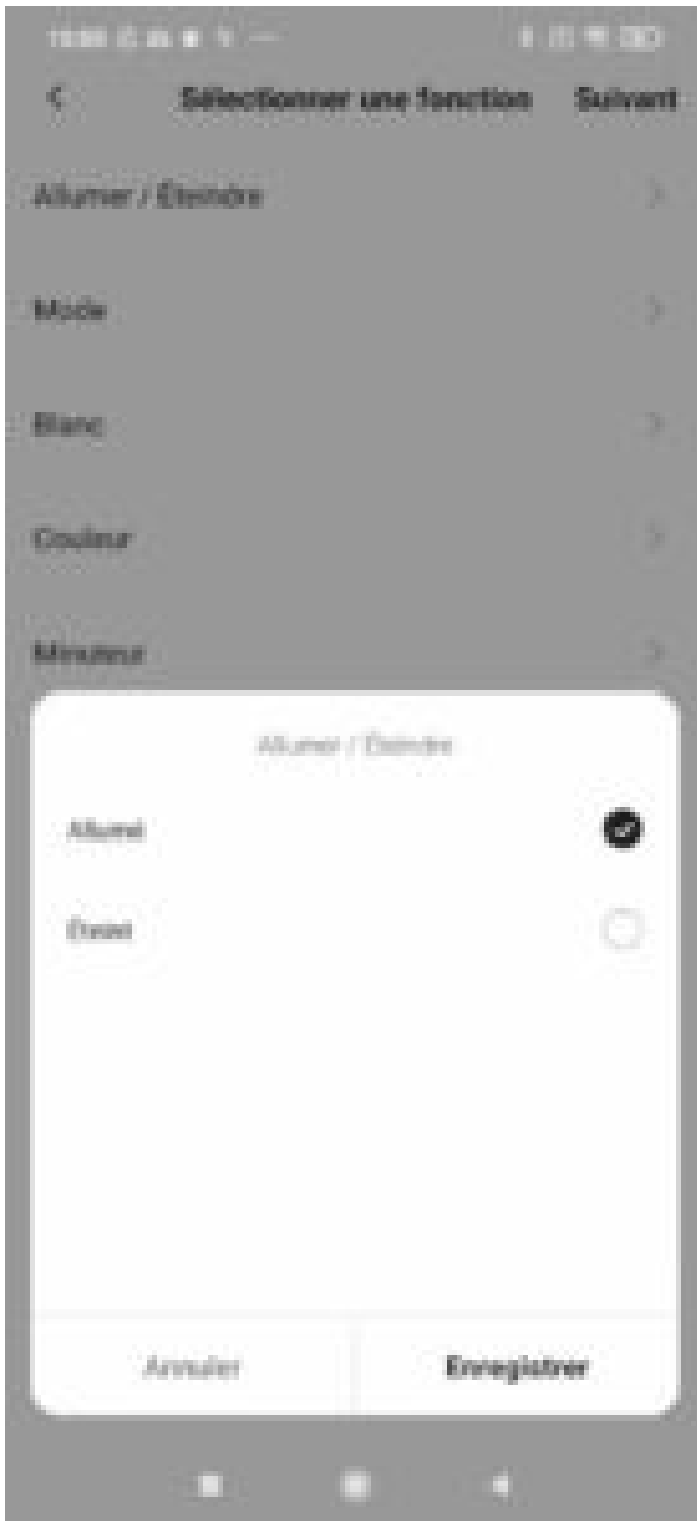 Sélectionner une fonction Suivant
Allumer / Éteindre
Mode
Blanc
Couleur
Minuteur
Allumer / Éteindre
Allumé
Éteint
Annuler Enregistrer